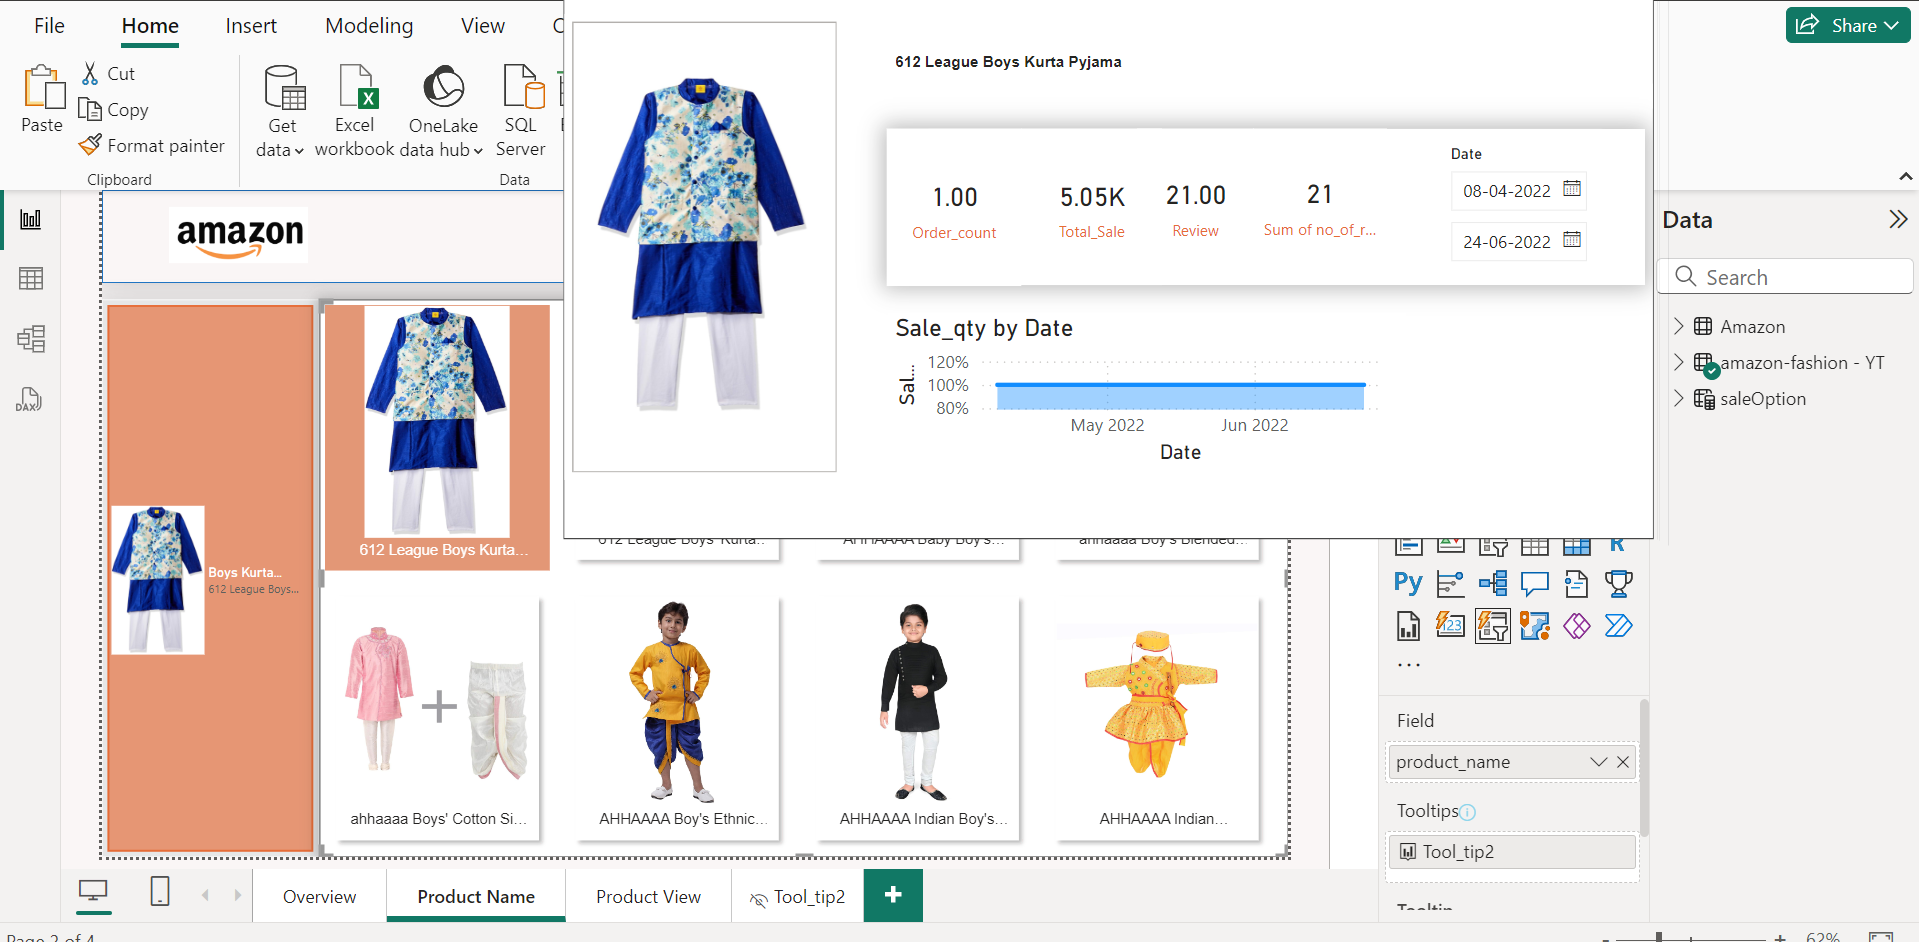 File Home Insert Modeling View
Share
Cut
Copy
Format painter
Paste
Clipboard
Get data
Excel workbook
OneLake data hub
SQL Server
Data
612 League Boys Kurta Pyjama
1.00
Order_count
5.05K
Total_Sale
21.00
Review
21
Sum of no_of_r...
Date
08-04-2022
24-06-2022
Sale_qty by Date
Sal...
120%
100%
80%
May 2022 Jun 2022
Date
amazon
Boys Kurta...
612 League Boys...
612 League Boys Kurta...
612 League Boys' Kurta..
AHHAAAA Baby Boy's...
ahhaaaa Boy's Blended...
ahhaaaa Boys' Cotton Si...
AHHAAAA Boy's Ethnic...
AHHAAAA Indian Boy's...
AHHAAAA Indian...
Data
Search
Amazon
amazon-fashion - YT
saleOption
DAX
R
Py
123
...
Field
product_name
Tooltips
Tool_tip2
Tooltip
Overview
Product Name
Product View
Tool_tip2
+
Page 2 of 4
- + 62%